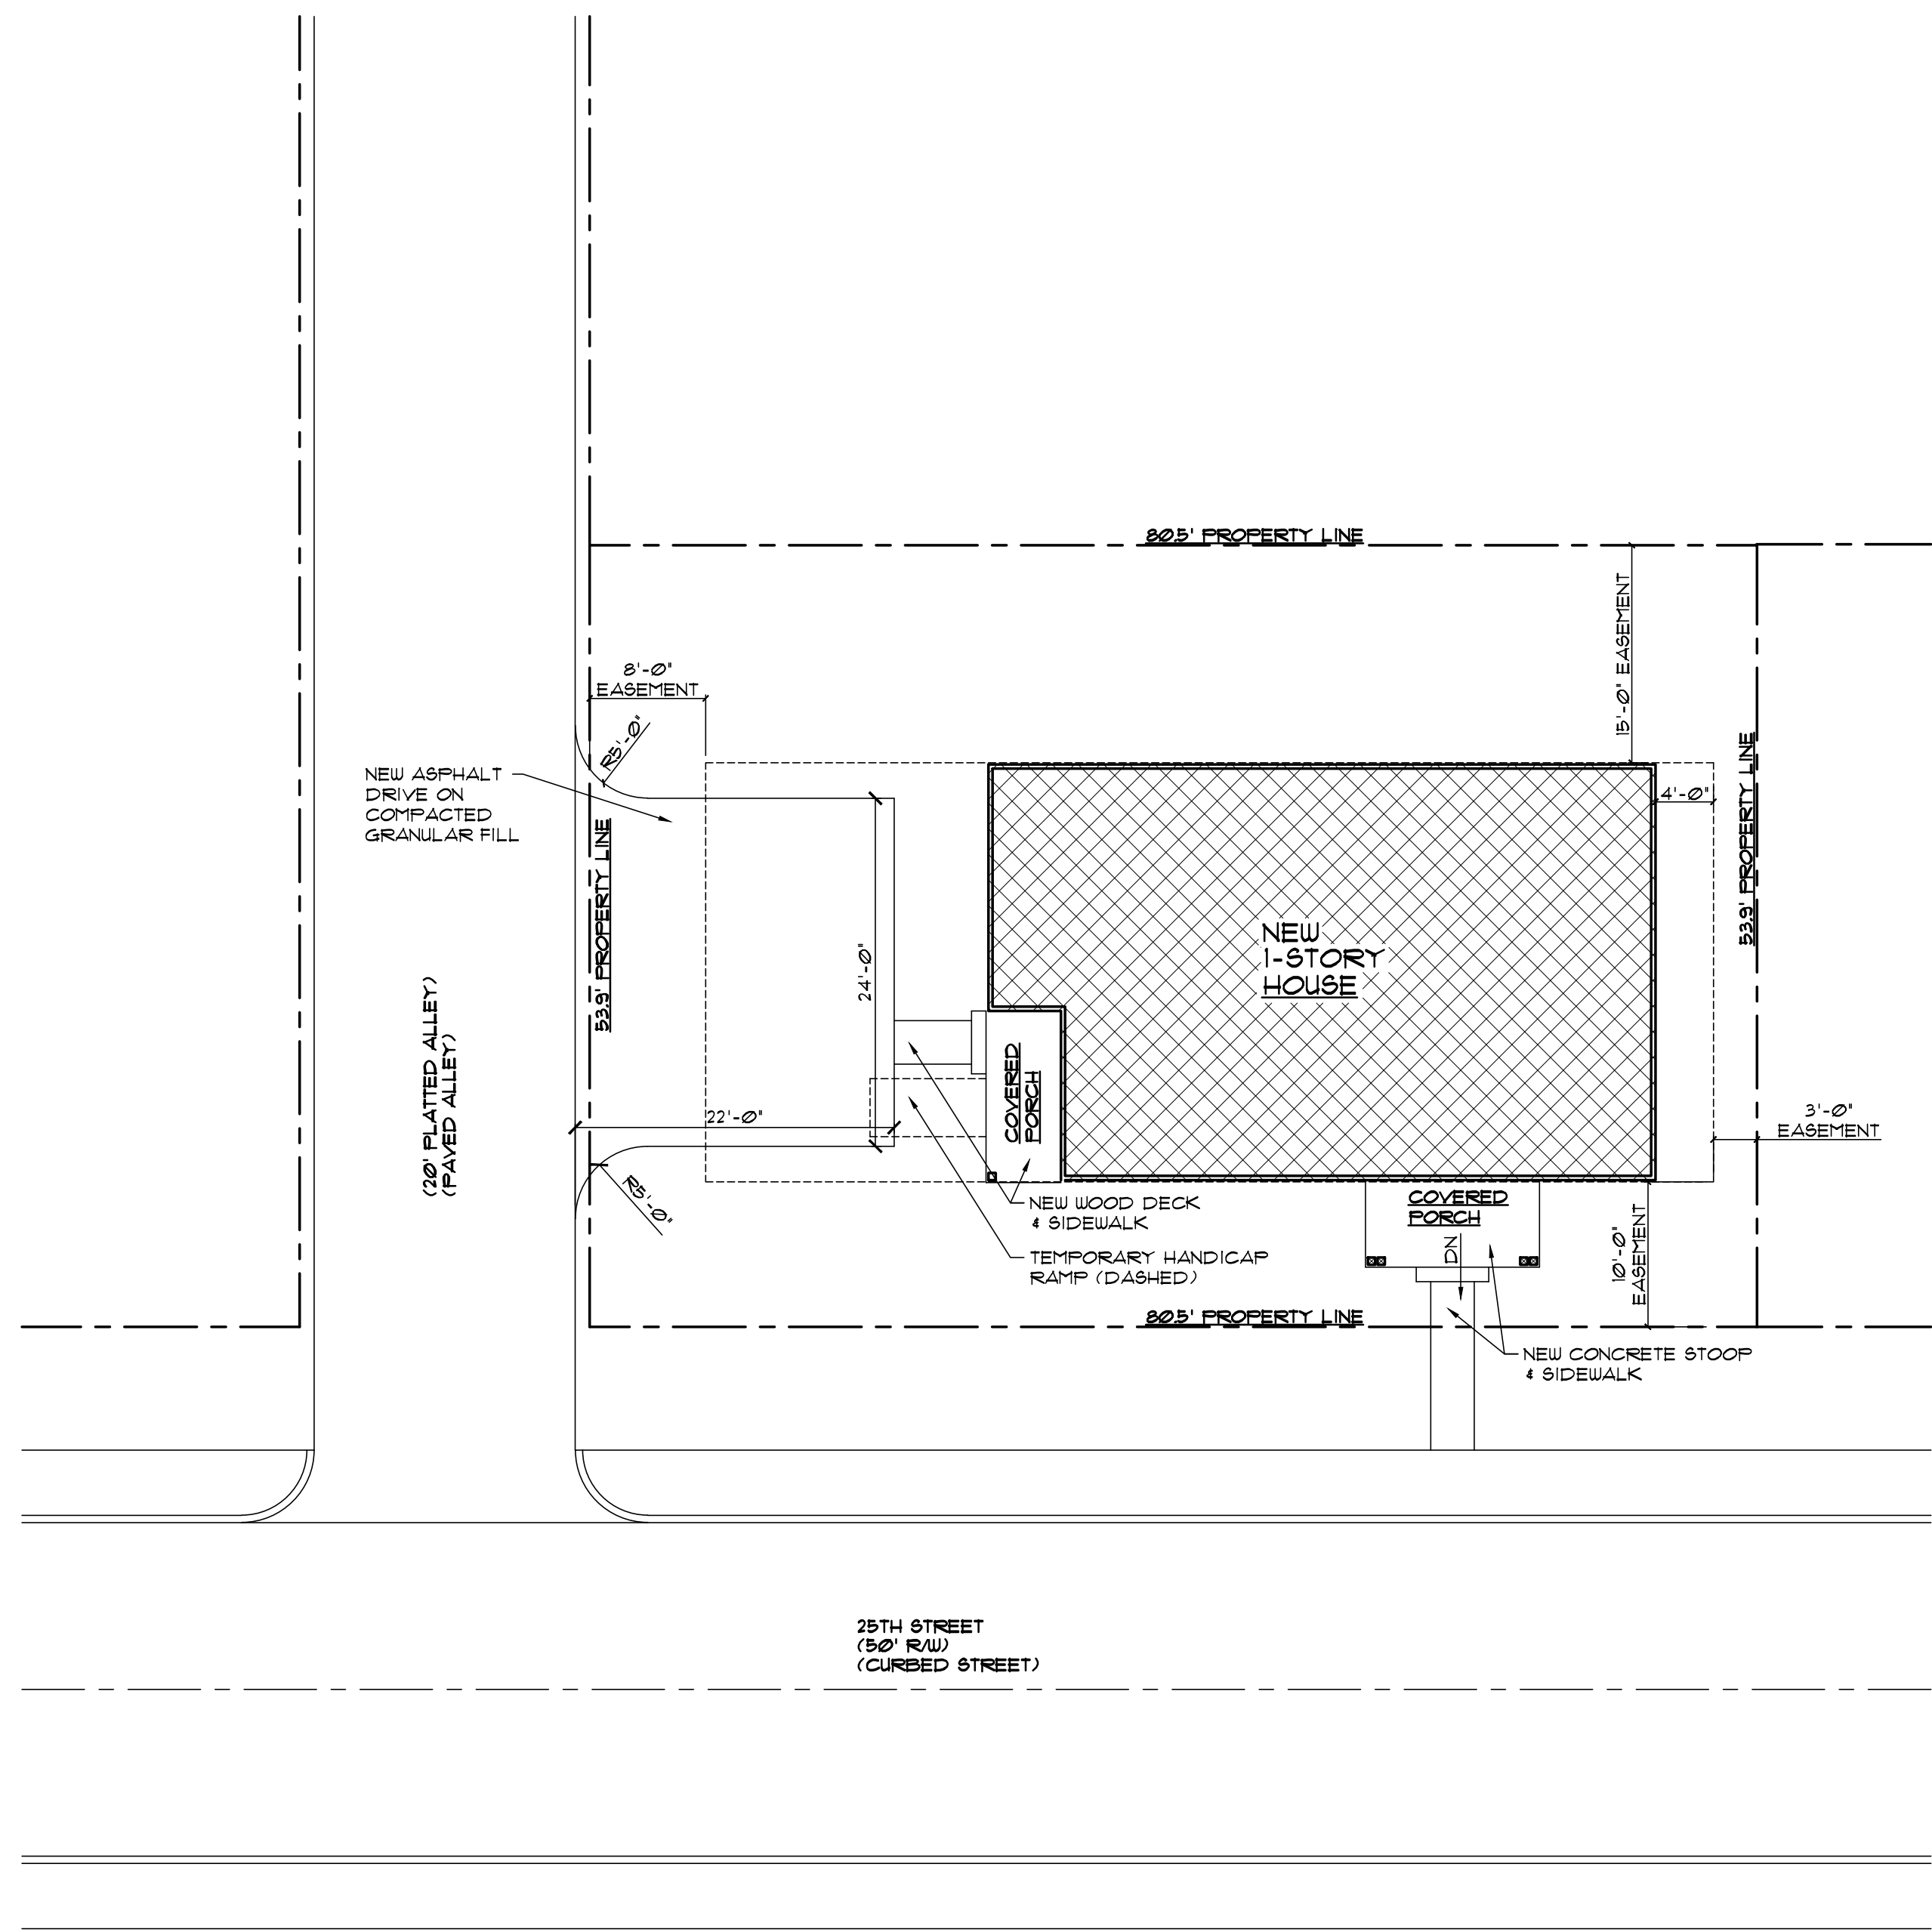 80.5' PROPERTY LINE
15'-0" EASEMENT
8'-0"
EASEMENT
R5'-0"
NEW ASPHALT
DRIVE ON
COMPACTED
GRANULAR FILL
53.9' PROPERTY LINE
4'-0"
53.9' PROPERTY LINE
NEW
1-STORY
HOUSE
24'-0"
(20' PLATTED ALLEY)
(PAVED ALLEY)
COVERED
PORCH
22'-0"
3'-0"
EASEMENT
R5'-0"
NEW WOOD DECK
& SIDEWALK
COVERED
PORCH
DN
10'-0"
EASEMENT
TEMPORARY HANDICAP
RAMP (DASHED)
80.5' PROPERTY LINE
NEW CONCRETE STOOP
& SIDEWALK
25TH STREET
(50' R/W)
(CURBED STREET)